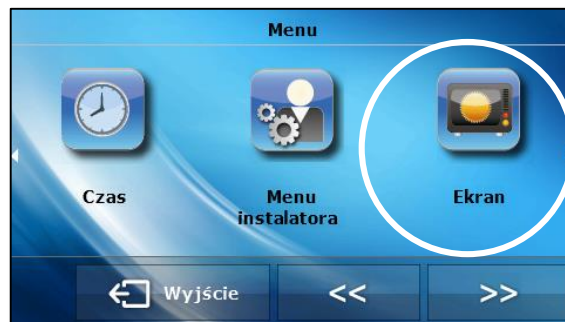 Menu
Czas
Menu
instalatora
Ekran
Wyjście
<<
>>